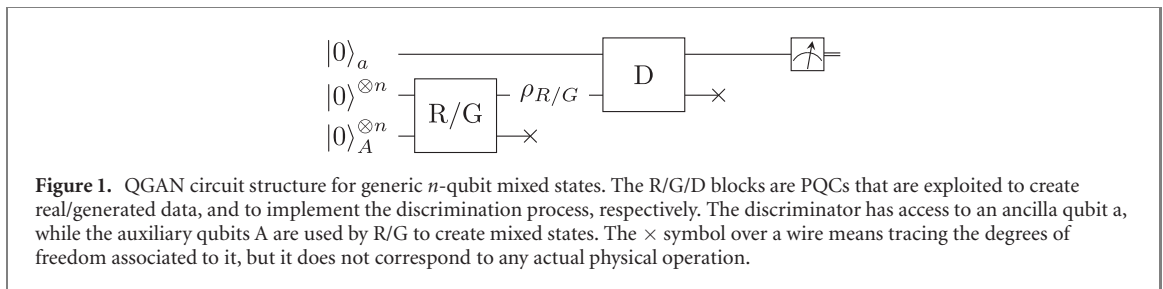 |0⟩a
|0⟩⊗n
|0⟩A⊗n
R/G
ρR/G
D
Figure 1. QGAN circuit structure for generic n-qubit mixed states. The R/G/D blocks are PQCs that are exploited to create
real/generated data, and to implement the discrimination process, respectively. The discriminator has access to an ancilla qubit a,
while the auxiliary qubits A are used by R/G to create mixed states. The × symbol over a wire means tracing the degrees of
freedom associated to it, but it does not correspond to any actual physical operation.